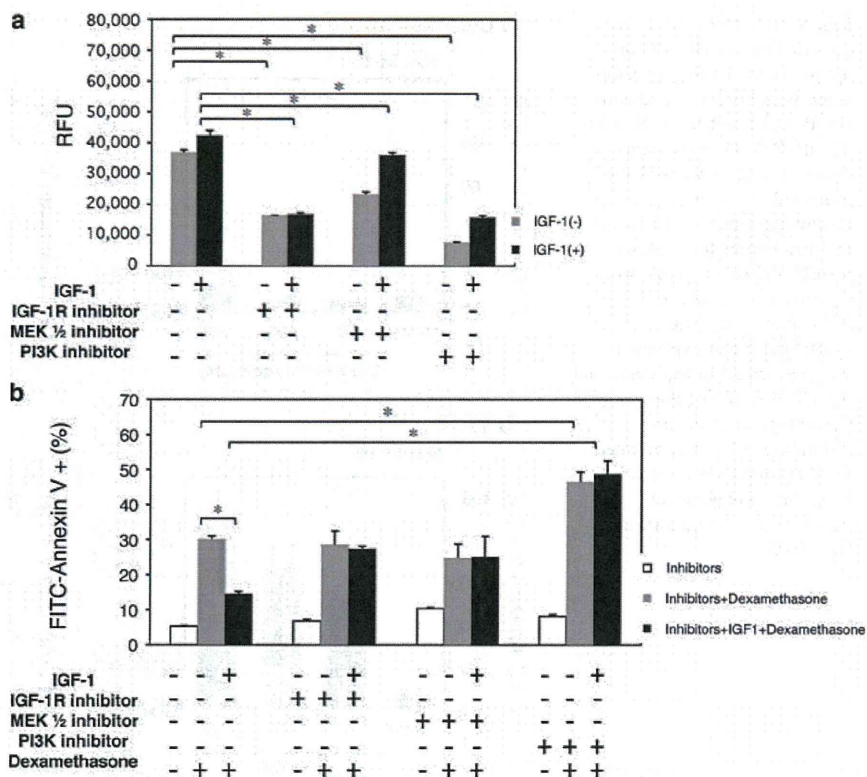 a
80,000
70,000
60,000
50,000
40,000
30,000
20,000
10,000
0
RFU
* * *
* * *
IGF-1(-)
IGF-1(+)
IGF-1 - + - + - + - +
IGF-1R inhibitor - - + + - - - -
MEK ½ inhibitor - - - - + + - -
PI3K inhibitor - - - - - - + +
b
70
60
50
40
30
20
10
0
FITC-Annexin V + (%)
*
*
*
Inhibitors
Inhibitors+Dexamethasone
Inhibitors+IGF1+Dexamethasone
IGF-1 - - + - - + - - + - - +
IGF-1R inhibitor - - - + + + - - - - - -
MEK ½ inhibitor - - - - - - + + + - - -
PI3K inhibitor - - - - - - - - - + + +
Dexamethasone - + + - + + - + + - + +